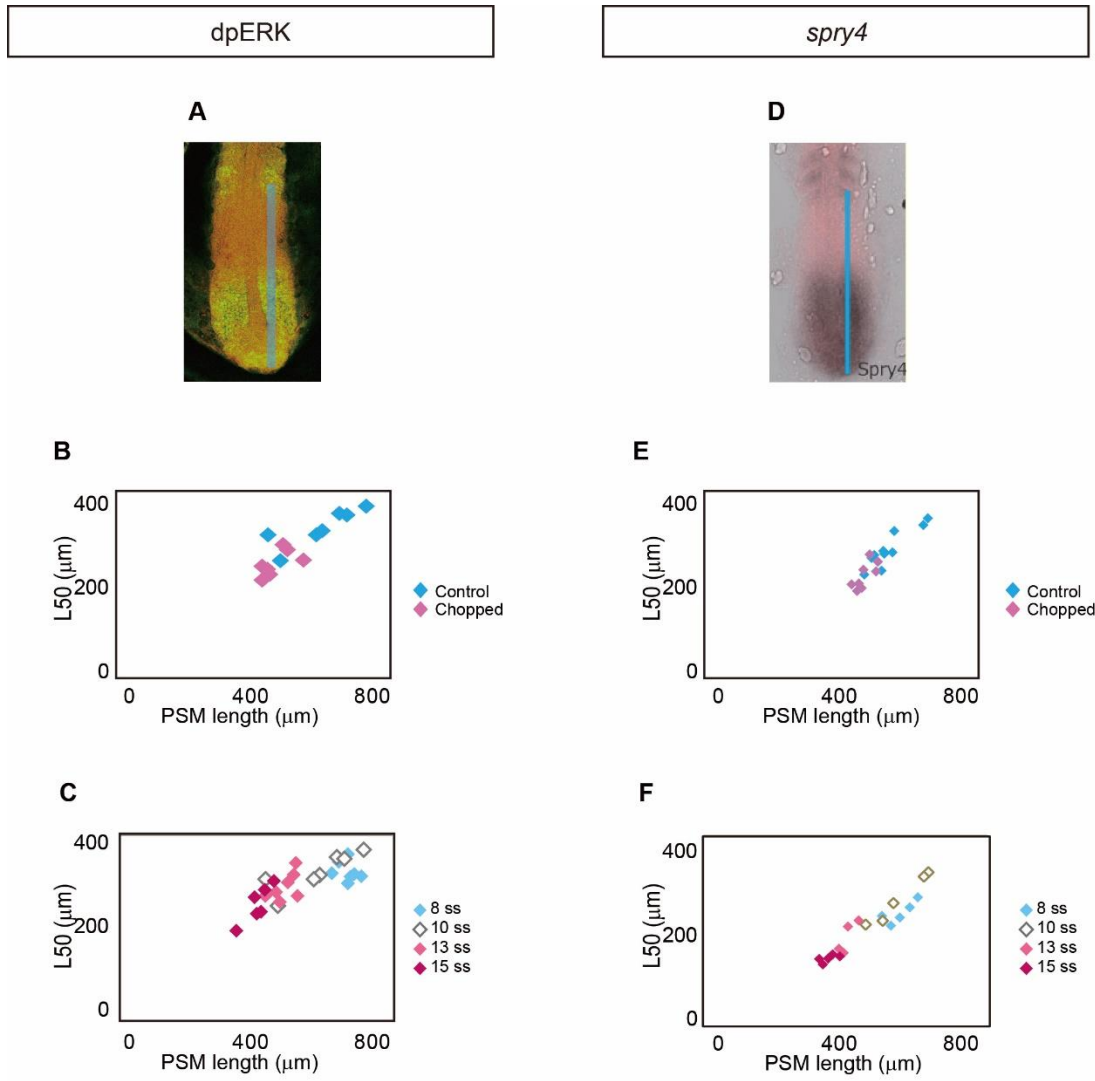 dpERK
spry4
A
D
Spry4
B
E
400
200
0
L50 (μm)
0 400 800
PSM length (μm)
Control
Chopped
400
200
0
L50 (μm)
0 400 800
PSM length (μm)
Control
Chopped
C
F
400
200
0
L50 (μm)
0 400 800
PSM length (μm)
8 ss
10 ss
13 ss
15 ss
400
200
0
L50 (μm)
0 400 800
PSM length (μm)
8 ss
10 ss
13 ss
15 ss